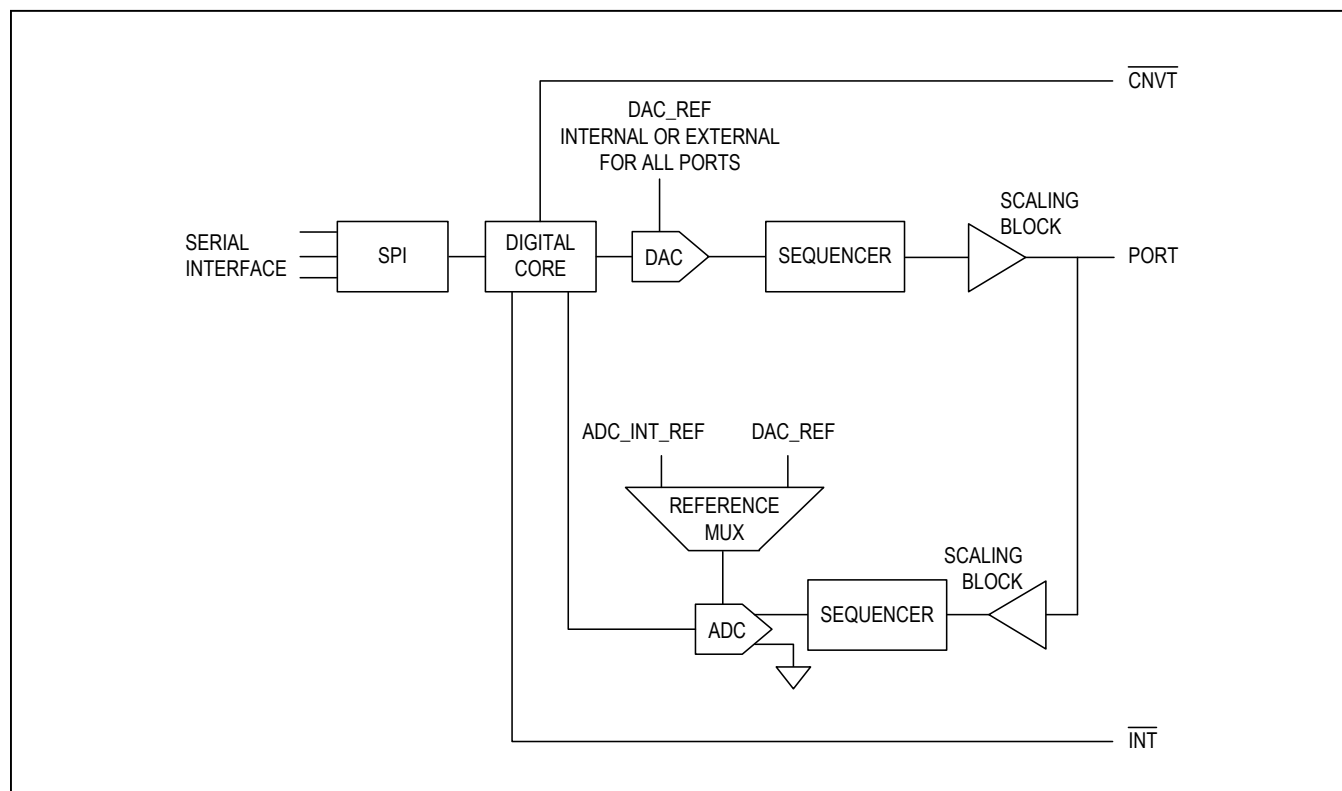 CNVT
DAC_REF
INTERNAL OR EXTERNAL
FOR ALL PORTS
SCALING
BLOCK
SERIAL
INTERFACE
SPI
DIGITAL
CORE
DAC
SEQUENCER
PORT
ADC_INT_REF
DAC_REF
REFERENCE
MUX
SCALING
BLOCK
ADC
SEQUENCER
INT